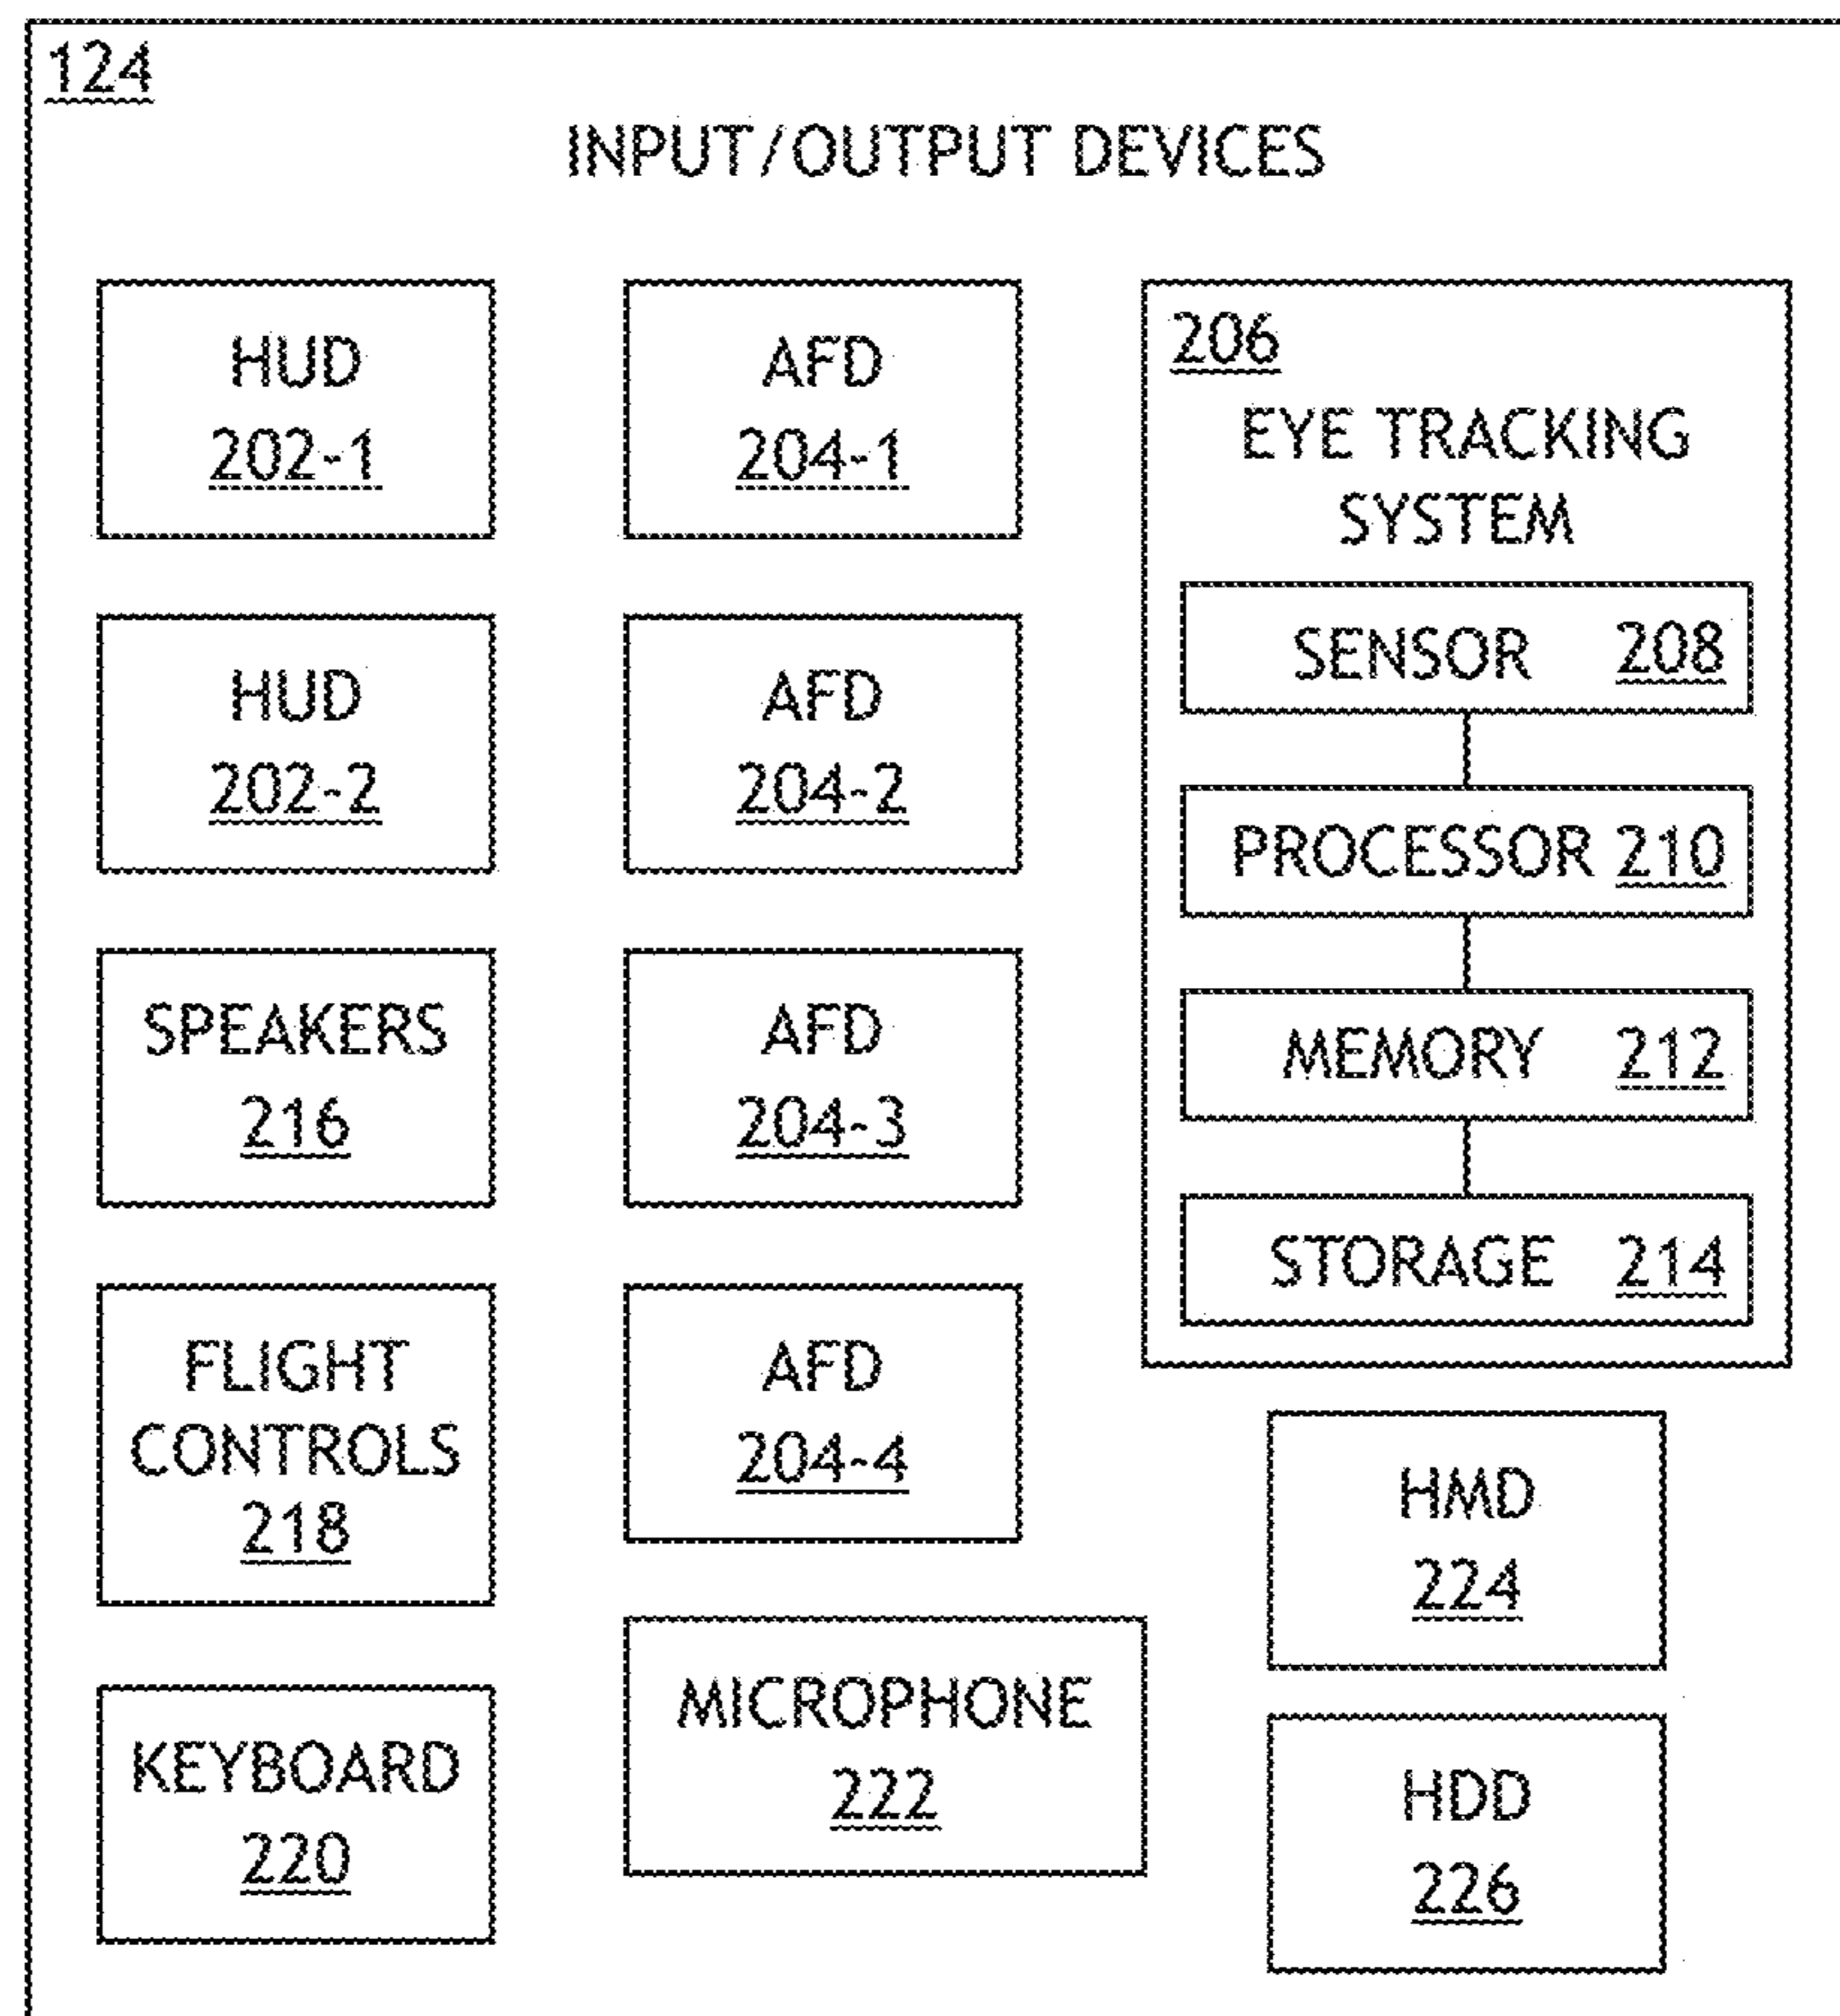 124
INPUT/OUTPUT DEVICES
HUD
202-1
AFD
204-1
206
EYE TRACKING
SYSTEM
SENSOR 208
PROCESSOR 210
MEMORY 212
STORAGE 214
HUD
202-2
AFD
204-2
SPEAKERS
216
AFD
204-3
FLIGHT
CONTROLS
218
AFD
204-4
HMD
224
KEYBOARD
220
MICROPHONE
222
HDD
226